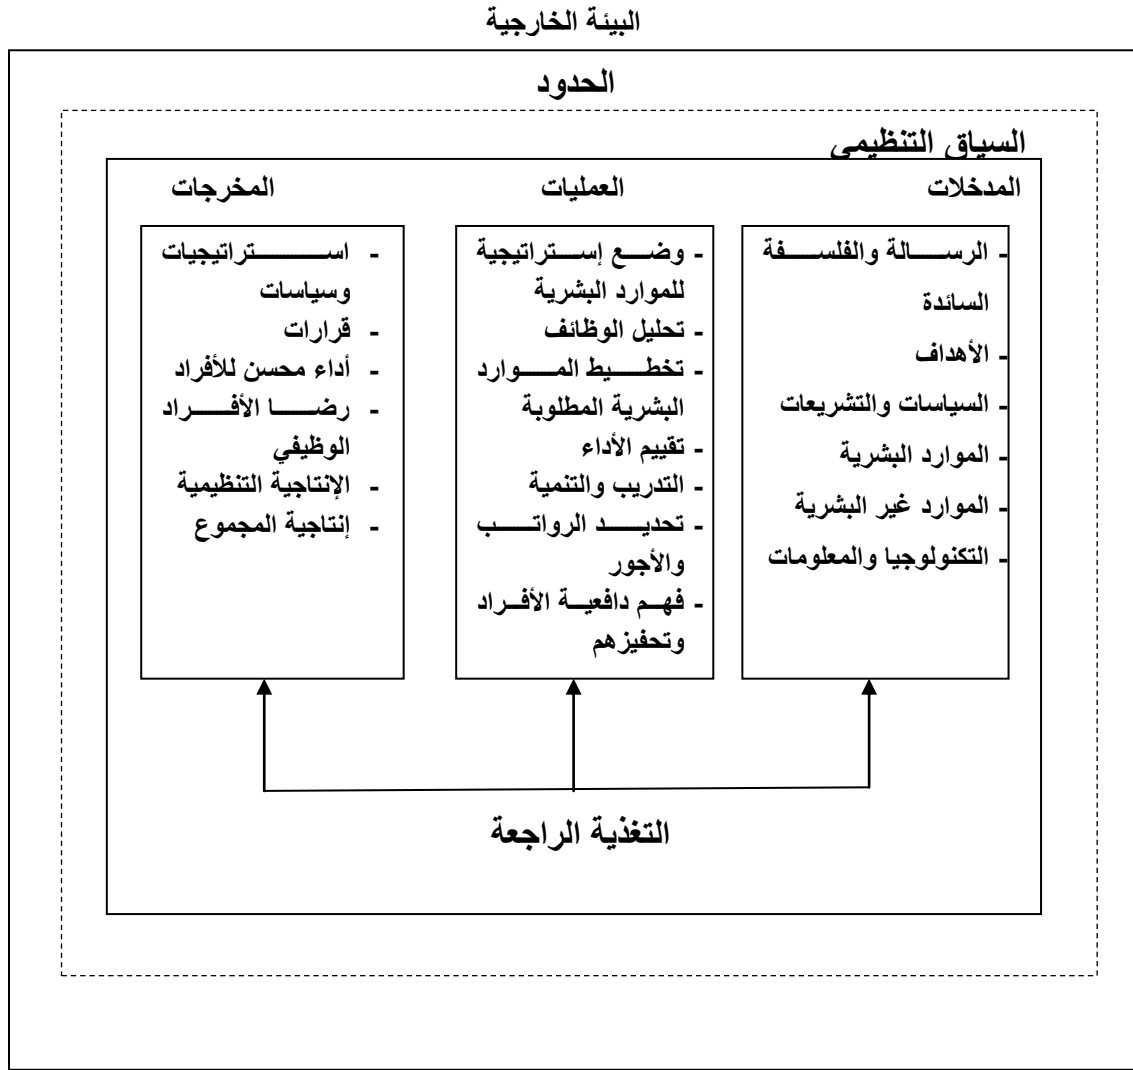 البيئة الخارجية
الحدود
السياق التنظيمي
المدخلات
- الرسالة والفلسفة
السائدة
- الأهداف
- السياسات والتشريعات
- الموارد البشرية
- الموارد غير البشرية
- التكنولوجيا والمعلومات
العمليات
- وضع إستراتيجية
للموارد البشرية
- تحليل الوظائف
- تخطيط الموارد
البشرية المطلوبة
- تقييم الأداء
- التدريب والتنمية
- تحديد الرواتب
والأجور
- فهم دافعية الأفراد
وتحفيزهم
المخرجات
- استراتيجيات
وسياسات
- قرارات
- أداء محسن للأفراد
- رضا الأفراد
الوظيفي
- الإنتاجية التنظيمية
- إنتاجية المجموع
التغذية الراجعة